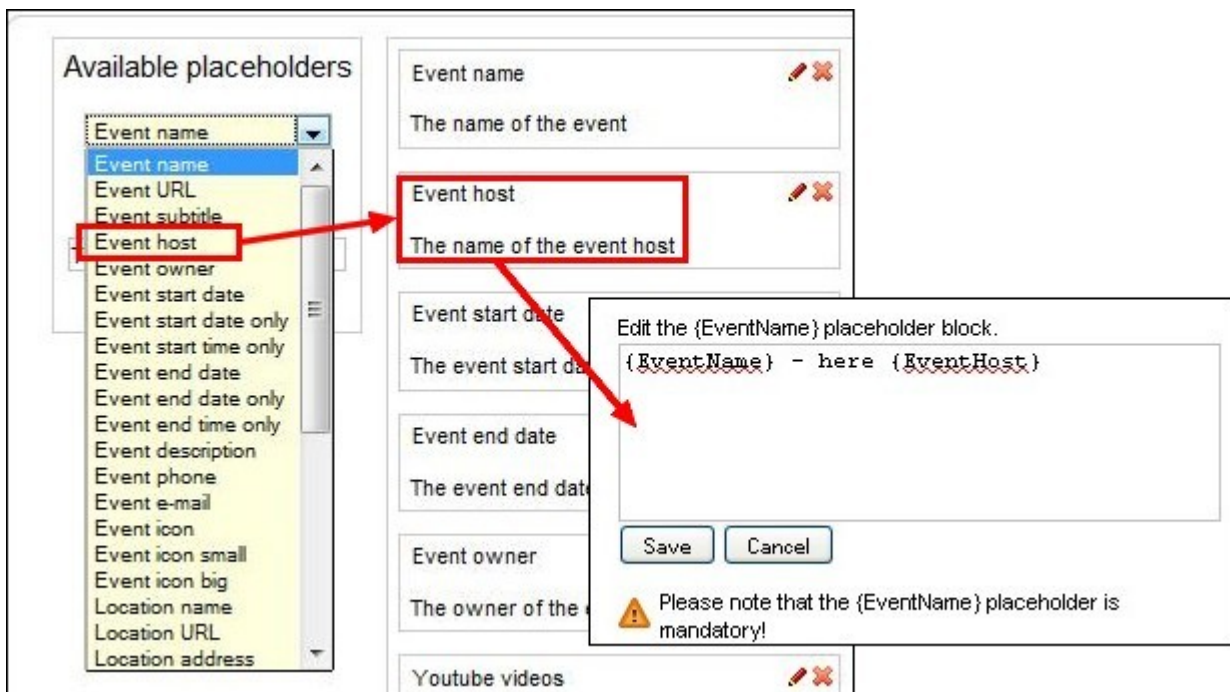 Available placeholders
Event name
Event name
Event URL
Event subtitle
Event host
Event owner
Event start date
Event start date only
Event start time only
Event end date
Event end date only
Event end time only
Event description
Event phone
Event e-mail
Event icon
Event icon small
Event icon big
Location name
Location URL
Location address
Event name
The name of the event
Event host
The name of the event host
Event start date
The event start da
Event end date
The event end date
Event owner
The owner of the
Youtube videos
Edit the {EventName} placeholder block.
{EventName} - here {EventHost}
Save
Cancel
Please note that the {EventName} placeholder is
mandatory!